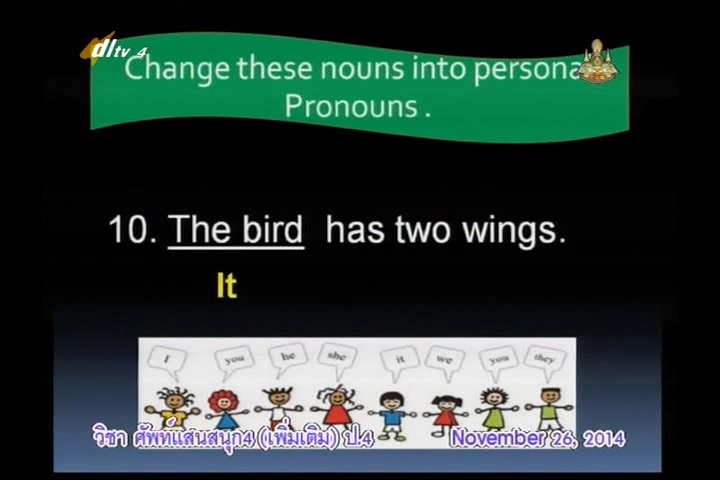 dltv 4
Change these nouns into persona
Pronouns .
10. The bird has two wings.
It
I
you
he
she
it
we
you
they
วิชา ศัพท์แสนสนุก4 (เพิ่มเติม) ป.4
November 26, 2014